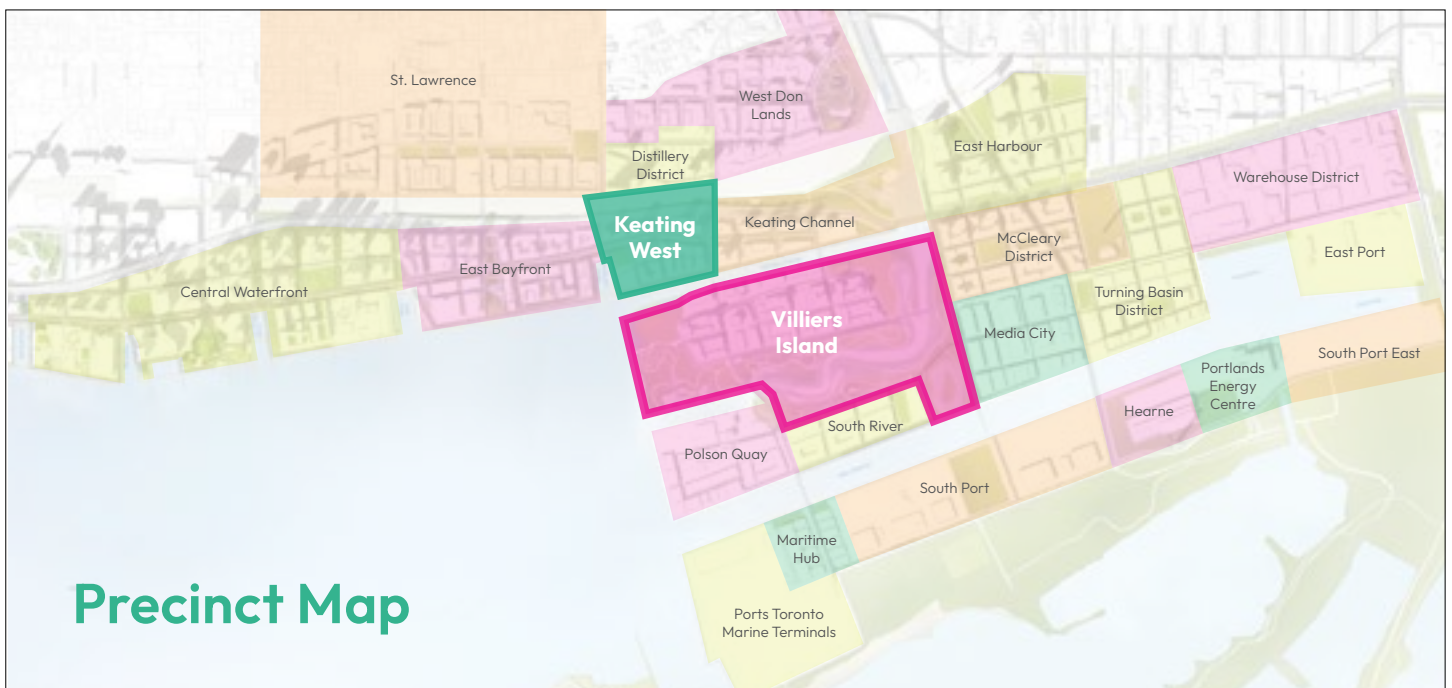 St. Lawrence
West Don
Lands
Distillery
District
East Harbour
Warehouse District
Keating
West
Keating Channel
McCleary
District
East Port
East Bayfront
Central Waterfront
Turning Basin
District
Villiers
Island
Media City
South Port East
Portlands
Energy
Centre
Hearne
South River
Polson Quay
South Port
Maritime
Hub
Precinct Map
Ports Toronto
Marine Terminals